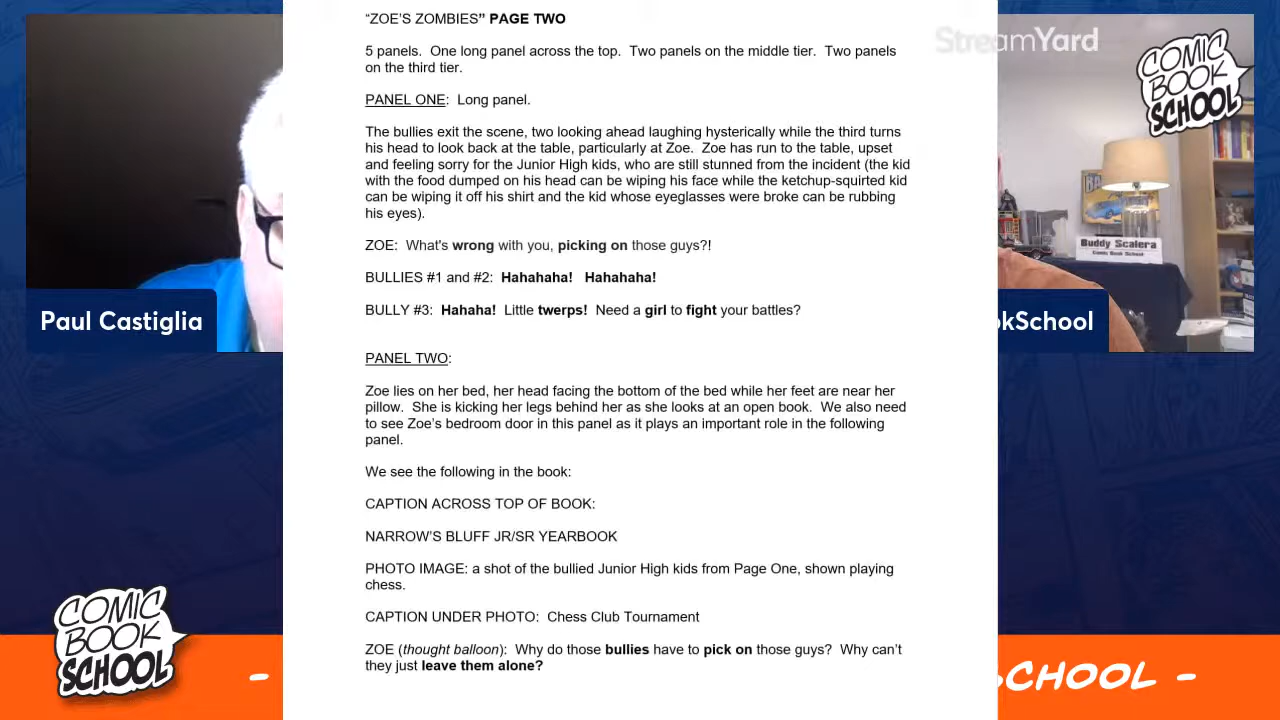 “ZOE’S ZOMBIES” PAGE TWO
5 panels.  One long panel across the top.  Two panels on the middle tier.  Two panels
on the third tier.
PANEL ONE:  Long panel.
The bullies exit the scene, two looking ahead laughing hysterically while the third turns
his head to look back at the table, particularly at Zoe.  Zoe has run to the table, upset
and feeling sorry for the Junior High kids, who are still stunned from the incident (the kid
with the food dumped on his head can be wiping his face while the ketchup-squirted kid
can be wiping it off his shirt and the kid whose eyeglasses were broke can be rubbing
his eyes).
ZOE:  What's wrong with you, picking on those guys?!
BULLIES #1 and #2:  Hahahaha!   Hahahaha!
BULLY #3:  Hahaha!  Little twerps!  Need a girl to fight your battles?
PANEL TWO:
Zoe lies on her bed, her head facing the bottom of the bed while her feet are near her
pillow.  She is kicking her legs behind her as she looks at an open book.  We also need
to see Zoe’s bedroom door in this panel as it plays an important role in the following
panel.
We see the following in the book:
CAPTION ACROSS TOP OF BOOK:
NARROW’S BLUFF JR/SR YEARBOOK
PHOTO IMAGE: a shot of the bullied Junior High kids from Page One, shown playing
chess.
CAPTION UNDER PHOTO:  Chess Club Tournament
ZOE (thought balloon):  Why do those bullies have to pick on those guys?  Why can’t
they just leave them alone?
StreamYard
COMIC
BOOK
SCHOOL
Buddy Scalera
Comic Book School
Paul Castiglia
okSchool
COMIC
BOOK
SCHOOL
-
SCHOOL -